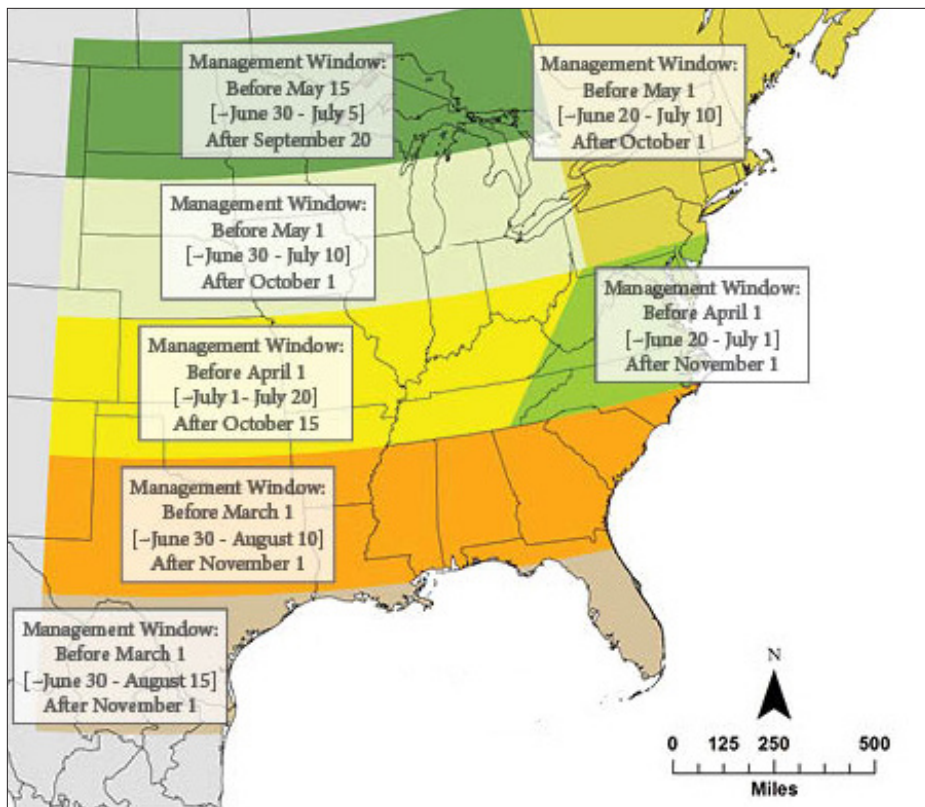 Management Window:
Before May 15
[~June 30 - July 5]
After September 20
Management Window:
Before May 1
[~June 20 - July 10]
After October 1
Management Window:
Before May 1
[~June 30 - July 10]
After October 1
Management Window:
Before April 1
[~June 20 - July 1]
After November 1
Management Window:
Before April 1
[~July 1- July 20]
After October 15
Management Window:
Before March 1
[~June 30 - August 10]
After November 1
Management Window:
Before March 1
[~June 30 - August 15]
After November 1
N
0 125 250 500
Miles